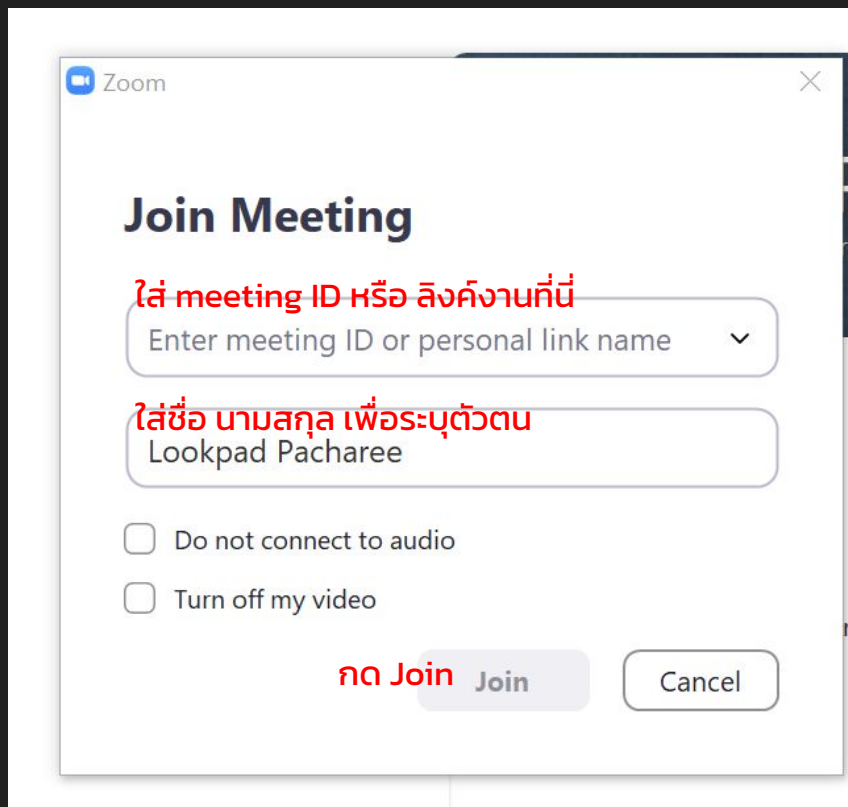 Zoom
Join Meeting
ใส่ meeting ID หรือ ลิงค์งานที่นี่
Enter meeting ID or personal link name
ใส่ชื่อ นามสกุล เพื่อระบุตัวตน
Lookpad Pacharee
Do not connect to audio
Turn off my video
กด Join Join Cancel